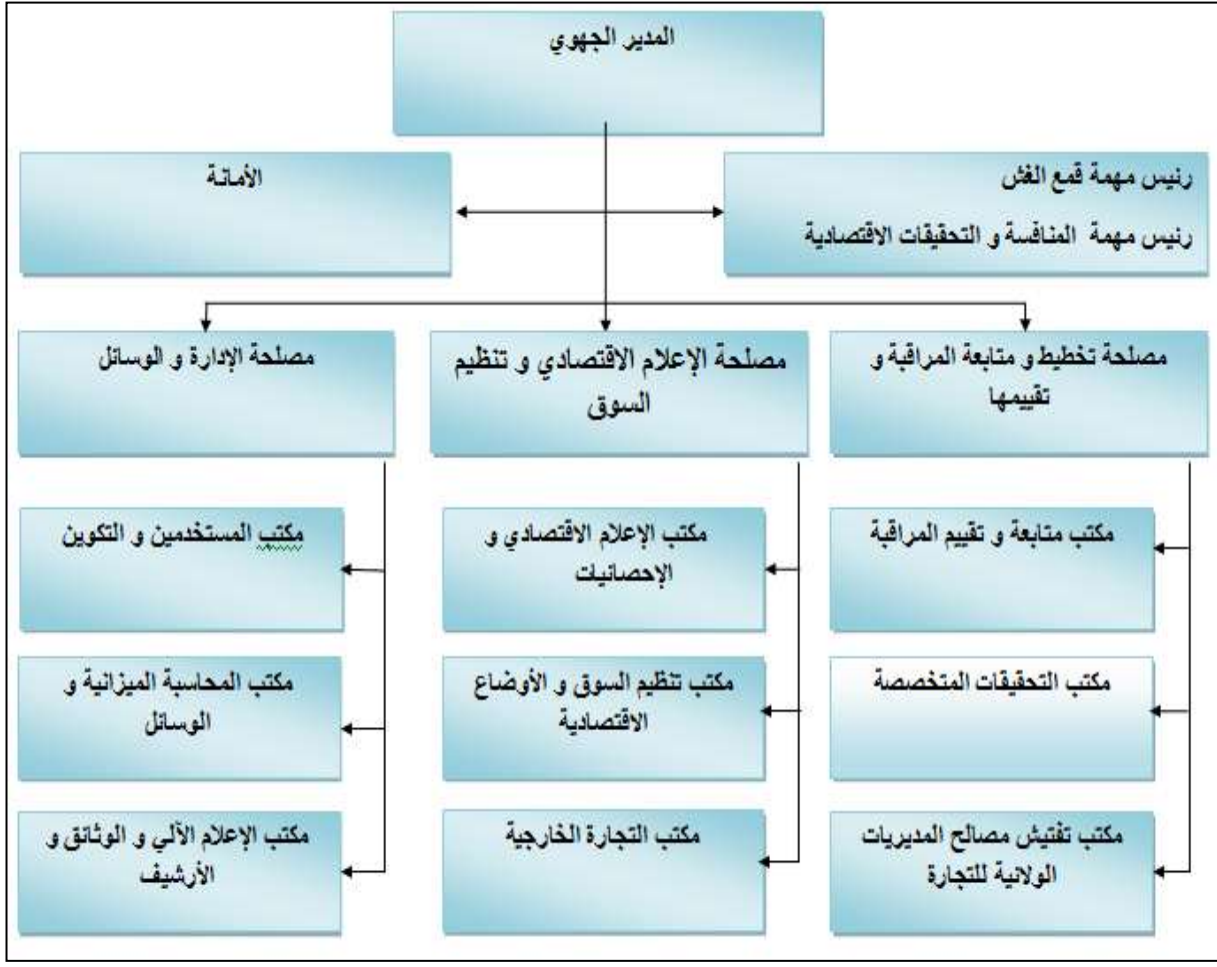 المدير الجهوي
رئيس مهمة قمع الغش
رئيس مهمة المنافسة و التحقيقات الاقتصادية
الأمانة
مصلحة تخطيط و متابعة المراقبة و
تقييمها
مصلحة الإعلام الاقتصادي و تنظيم
السوق
مصلحة الإدارة و الوسائل
مكتب متابعة و تقييم المراقبة
مكتب الإعلام الاقتصادي و
الإحصائيات
مكتب المستخدمين و التكوين
مكتب التحقيقات المتخصصة
مكتب تنظيم السوق و الأوضاع
الاقتصادية
مكتب المحاسبة الميزانية و
الوسائل
مكتب تفتيش مصالح المديريات
الولائية للتجارة
مكتب التجارة الخارجية
مكتب الإعلام الآلي و الوثائق و
الأرشيف